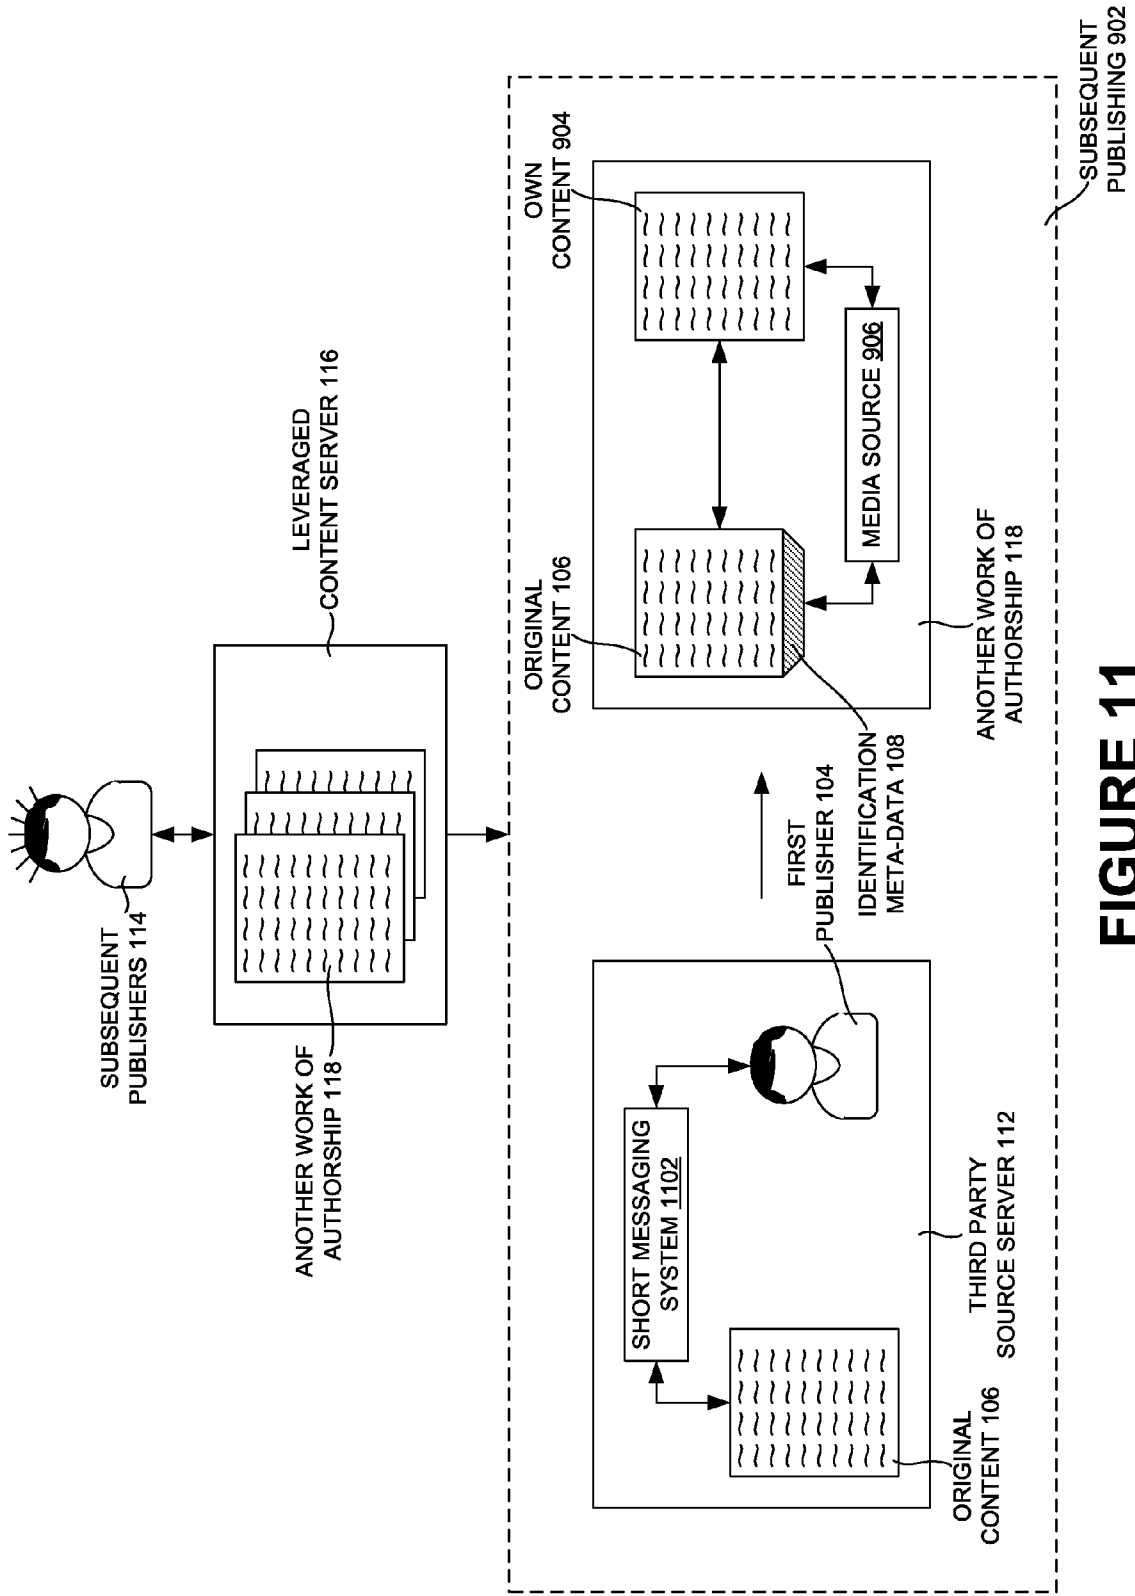 SUBSEQUENT
PUBLISHERS 114
LEVERAGED
CONTENT SERVER 116
ANOTHER WORK OF
AUTHORSHIP 118
ORIGINAL
CONTENT 106
OWN
CONTENT 904
SHORT MESSAGING
SYSTEM 1102
MEDIA SOURCE 906
FIRST
PUBLISHER 104
IDENTIFICATION
META-DATA 108
ORIGINAL
CONTENT 106
THIRD PARTY
SOURCE SERVER 112
ANOTHER WORK OF
AUTHORSHIP 118
SUBSEQUENT
PUBLISHING 902
FIGURE 11